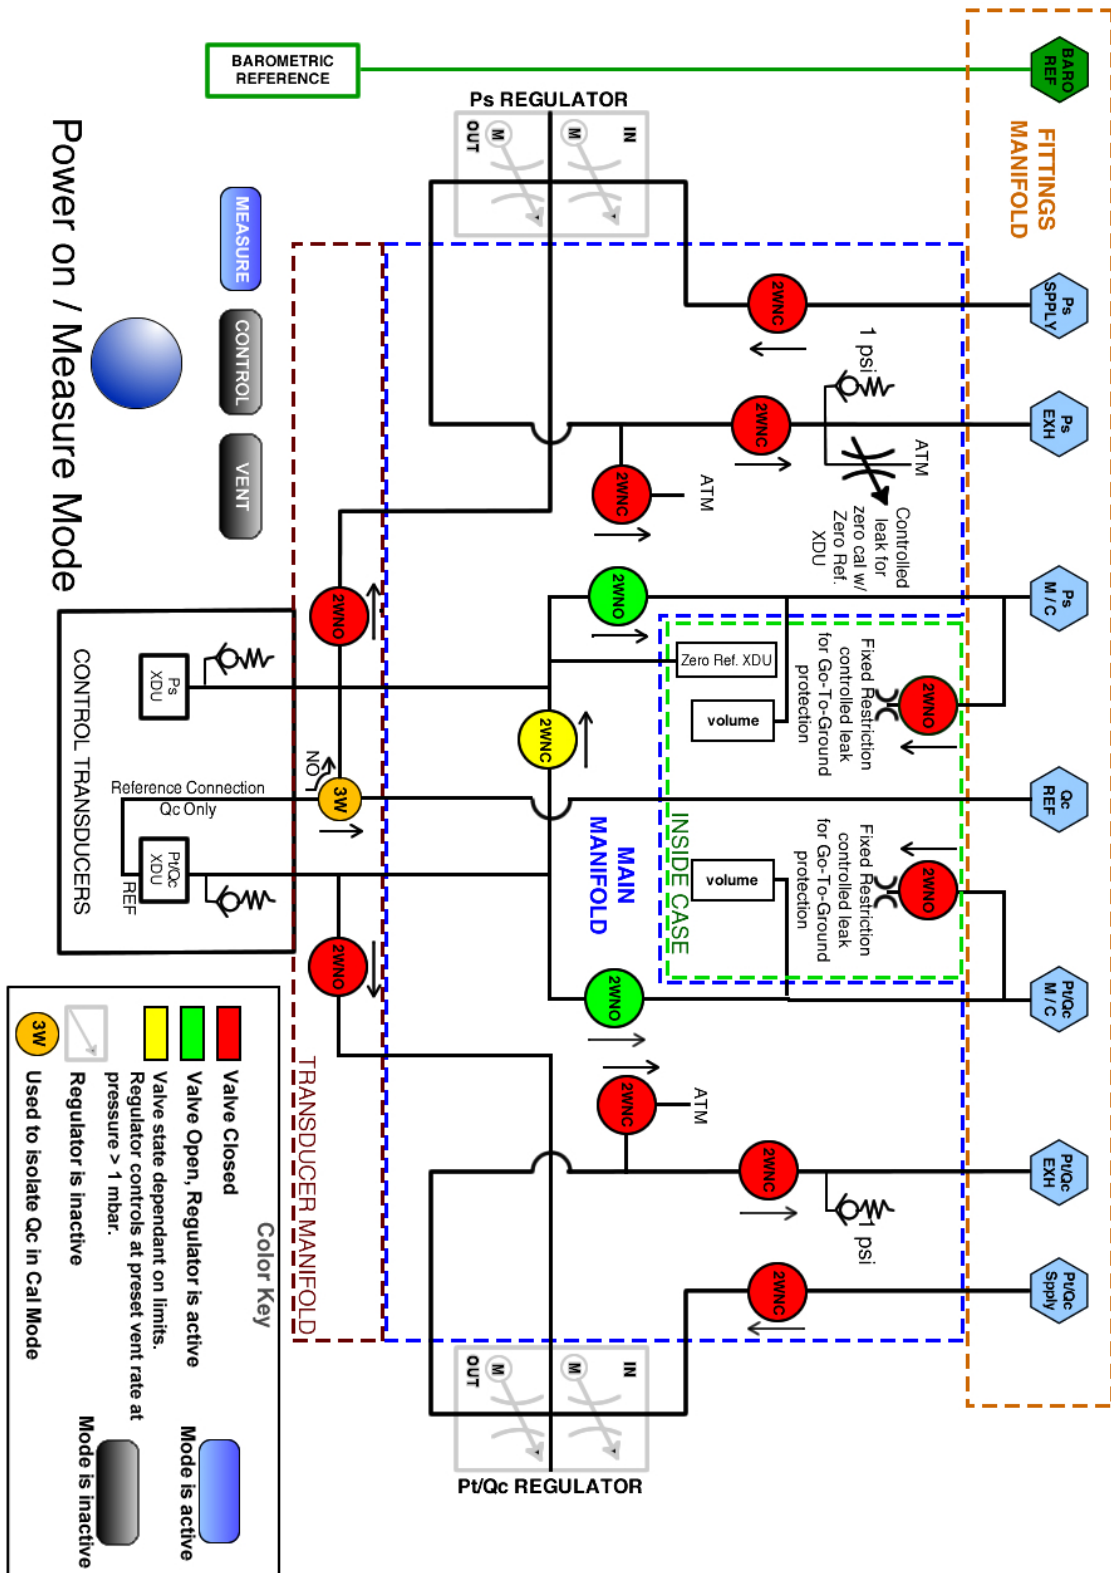 BAROMETRIC
REFERENCE
BARO
REF
FITTINGS
MANIFOLD
Ps REGULATOR
IN
OUT
M
M
Power on / Measure Mode
MEASURE
CONTROL
VENT
Ps
SPPLY
2WNC
1 psi
Ps
EXH
2WNC
ATM
2WNC
ATM
Controlled
leak for
zero cal w/
Zero Ref.
XDU
Ps
M / C
2WNO
2WNO
Zero Ref. XDU
volume
Fixed Restriction
controlled leak
for Go-To-Ground
protection
2WNO
CONTROL TRANSDUCERS
Ps
XDU
2WNC
NO
3W
Reference Connection
Qc Only
Qc
REF
Pt/Qc
XDU
REF
MAIN
MANIFOLD
INSIDE CASE
volume
Fixed Restriction
controlled leak
for Go-To-Ground
protection
2WNO
2WNO
2WNO
Pt/Qc
M / C
2WNC
ATM
2WNC
Pt/Qc
EXH
1 psi
2WNC
Pt/Qc
Spply
TRANSDUCER MANIFOLD
IN
OUT
M
M
Pt/Qc REGULATOR
Color Key
Valve Closed
Valve Open, Regulator is active
Valve state dependant on limits.
Regulator controls at preset vent rate at
pressure > 1 mbar.
Regulator is inactive
3W
Used to isolate Qc in Cal Mode
Mode is active
Mode is inactive